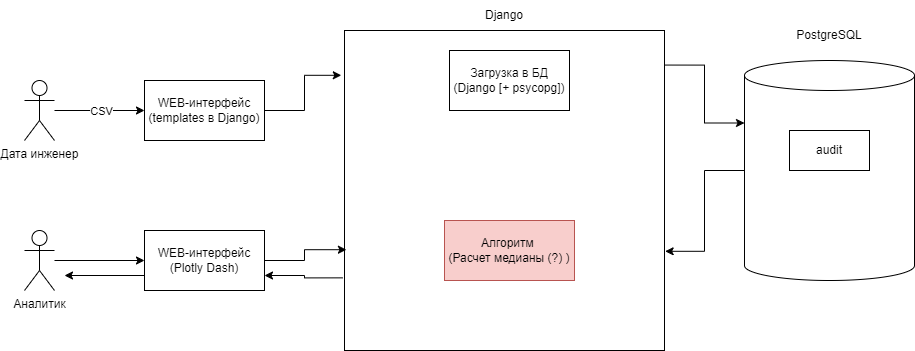 Django
PostgreSQL
Загрузка в БД
(Django [+ psycopg])
WEB-интерфейс
(templates в Django)
CSV
Дата инженер
audit
Алгоритм
(Расчет медианы (?) )
WEB-интерфейс
(Plotly Dash)
Аналитик